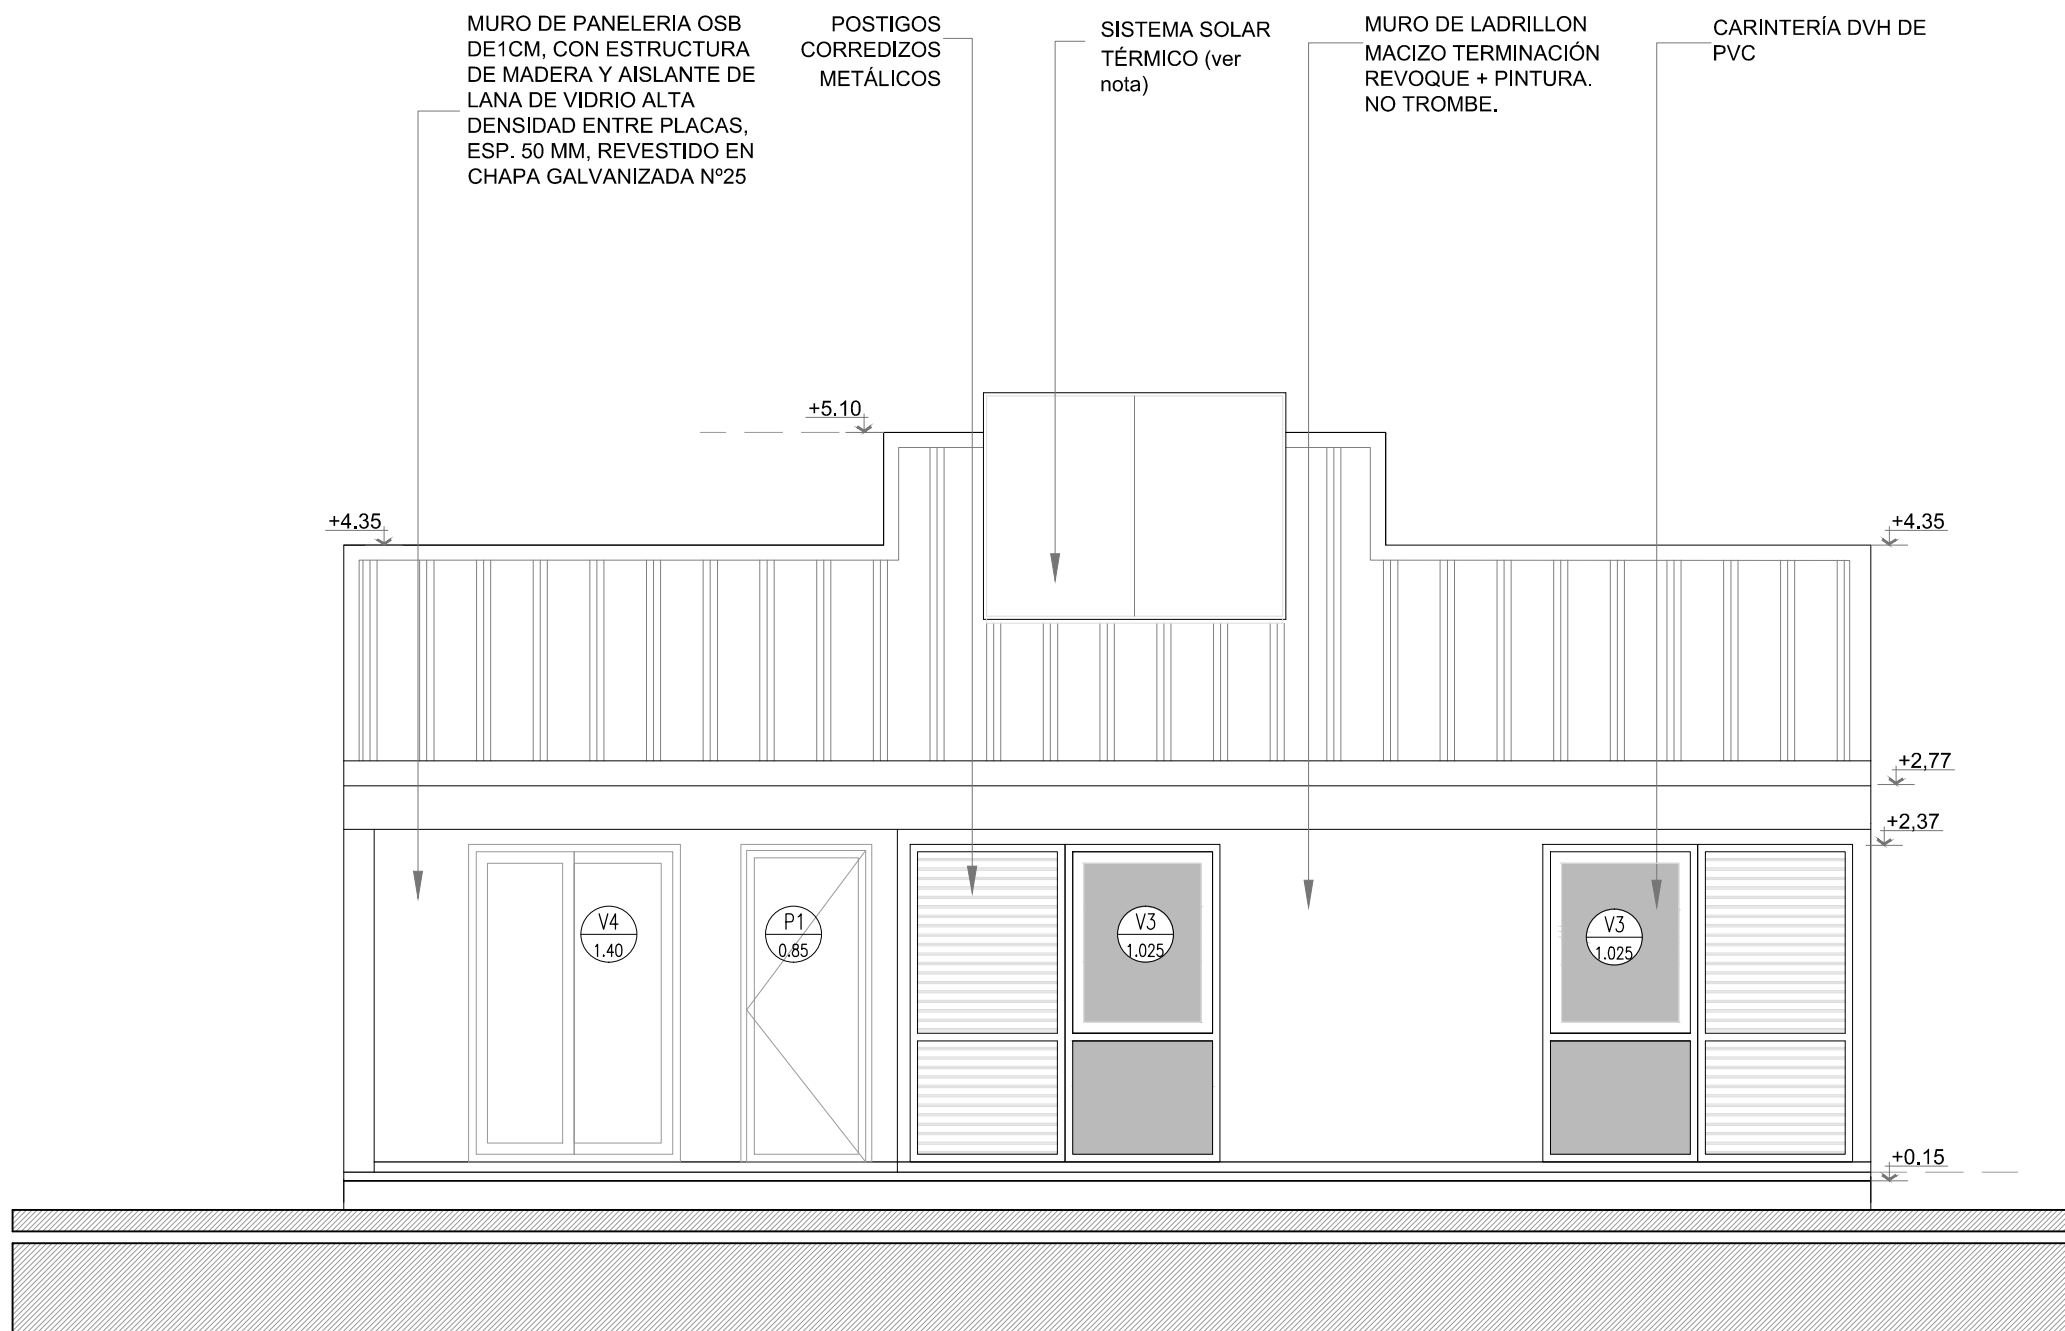 MURO DE PANELERIA OSB
DE1CM, CON ESTRUCTURA
DE MADERA Y AISLANTE DE
LANA DE VIDRIO ALTA
DENSIDAD ENTRE PLACAS,
ESP. 50 MM, REVESTIDO EN
CHAPA GALVANIZADA Nº25
POSTIGOS
CORREDIZOS
METÁLICOS
SISTEMA SOLAR
TÉRMICO (ver
nota)
MURO DE LADRILLON
MACIZO TERMINACIÓN
REVOQUE + PINTURA.
NO TROMBE.
CARINTERÍA DVH DE
PVC
+5.10
+4.35
+4.35
+2,77
+2,37
V4
1.40
P1
0.85
V3
1.025
V3
1.025
+0.15